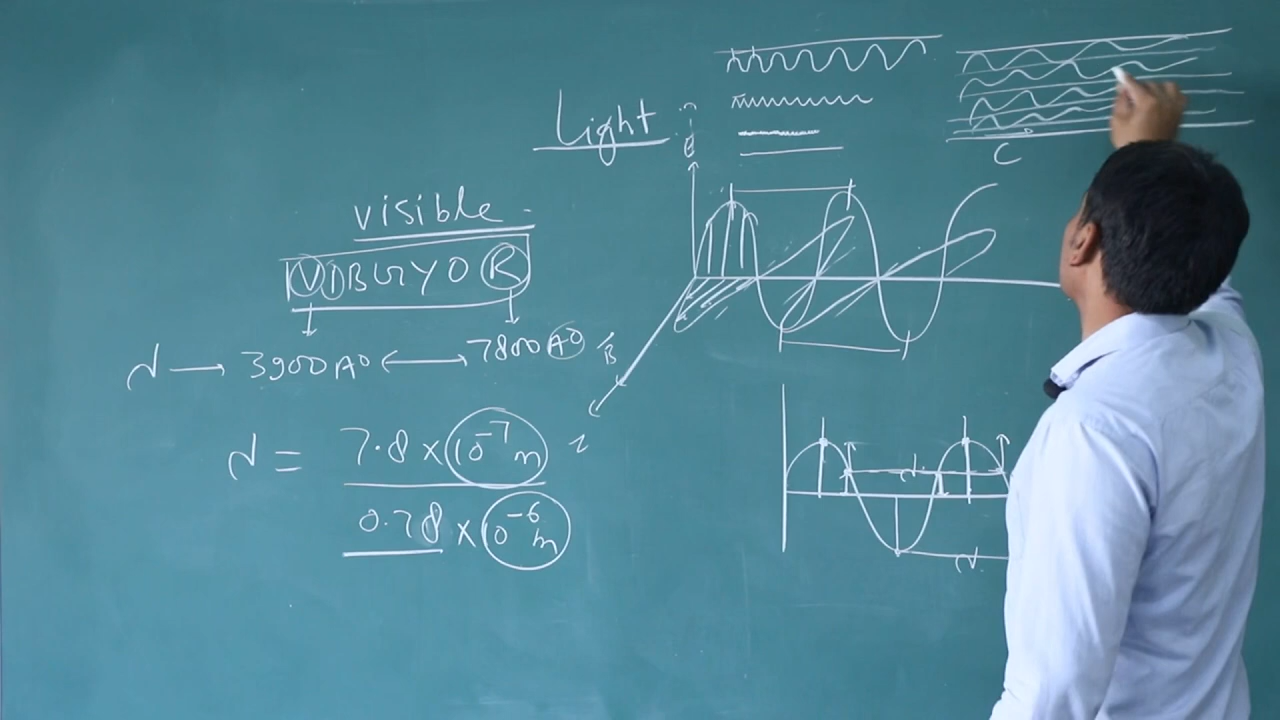 Light
visible
VIBGYOR
λ → 3900A° ↔ 7800A°
λ = 7.8 × 10⁻⁷ m
0.78 × 10⁻⁶ m
C
B
z
λ
λ